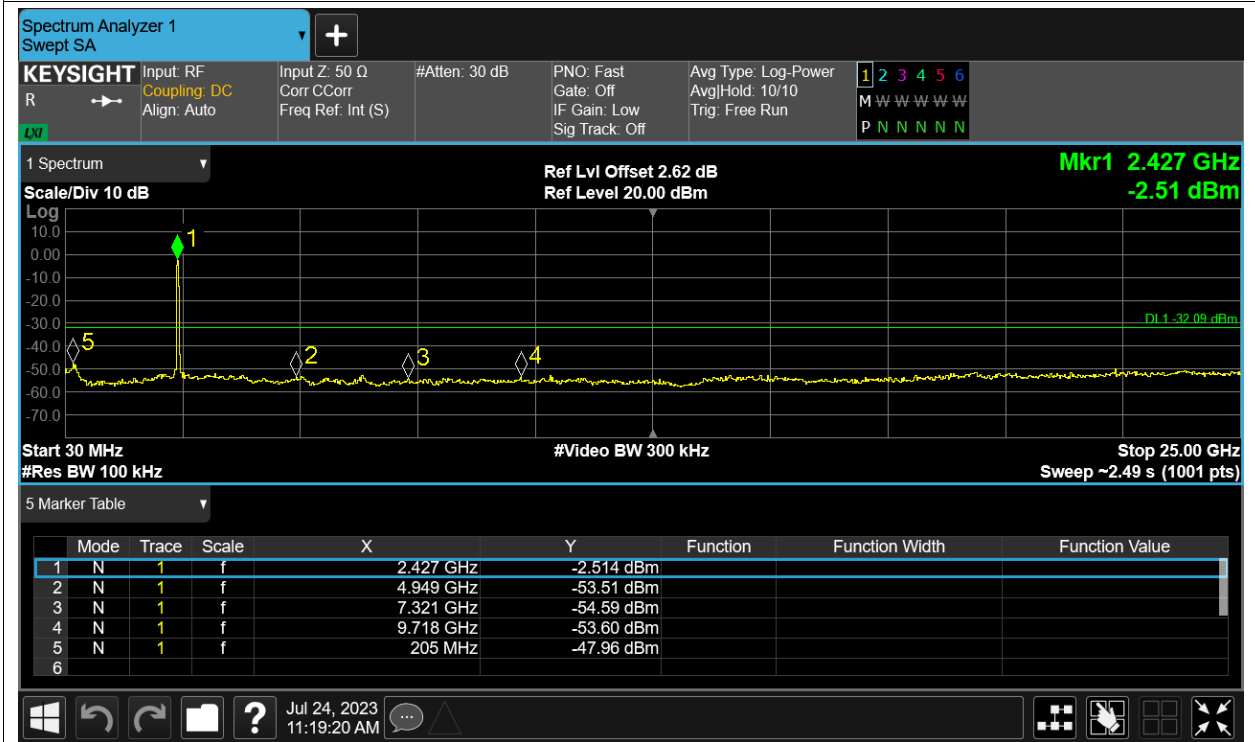 Spectrum Analyzer 1
Swept SA
KEYSIGHT
R
LXI
Input: RF
Coupling: DC
Align: Auto
Input Z: 50 Ω
Corr CCorr
Freq Ref: Int (S)
#Atten: 30 dB
PNO: Fast
Gate: Off
IF Gain: Low
Sig Track: Off
Avg Type: Log-Power
Avg|Hold: 10/10
Trig: Free Run
1 2 3 4 5 6
M W W W W W
P N N N N N
1 Spectrum
Scale/Div 10 dB
Ref Lvl Offset 2.62 dB
Ref Level 20.00 dBm
Mkr1 2.427 GHz
-2.51 dBm
Log
10.0
0.00
-10.0
-20.0
-30.0
-40.0
-50.0
-60.0
-70.0
1
DL1 -32.09 dBm
5
2
3
4
Start 30 MHz
#Video BW 300 kHz
Stop 25.00 GHz
#Res BW 100 kHz
Sweep ~2.49 s (1001 pts)
5 Marker Table
Mode Trace Scale X Y Function Function Width Function Value
1 N 1 f 2.427 GHz -2.514 dBm
2 N 1 f 4.949 GHz -53.51 dBm
3 N 1 f 7.321 GHz -54.59 dBm
4 N 1 f 9.718 GHz -53.60 dBm
5 N 1 f 205 MHz -47.96 dBm
6
?
Jul 24, 2023
11:19:20 AM